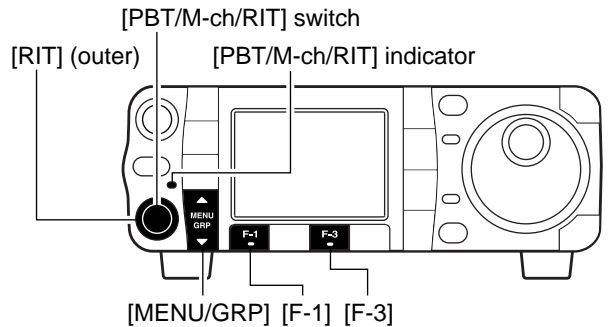 [PBT/M-ch/RIT] switch
[RIT] (outer)
[PBT/M-ch/RIT] indicator
MENU
GRP
F-1
F-3
[MENU/GRP] [F-1] [F-3]